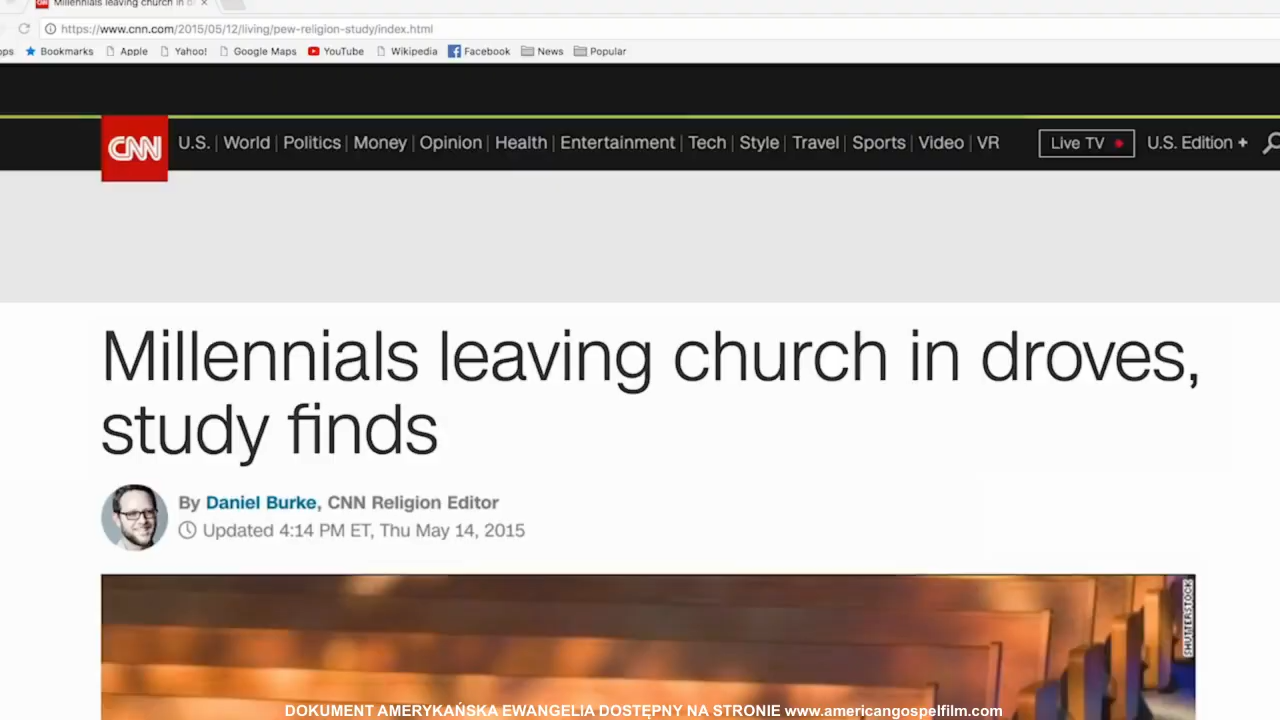 Millennials leaving church in d
https://www.cnn.com/2015/05/12/living/pew-religion-study/index.html
Bookmarks Apple Yahoo! Google Maps YouTube Wikipedia Facebook News Popular
CNN U.S. World Politics Money Opinion Health Entertainment Tech Style Travel Sports Video VR Live TV U.S. Edition +
Millennials leaving church in droves,
study finds
By Daniel Burke, CNN Religion Editor
Updated 4:14 PM ET, Thu May 14, 2015
SHUTTERSTOCK
DOKUMENT AMERYKAŃSKA EWANGELIA DOSTĘPNY NA STRONIE www.americangospelfilm.com